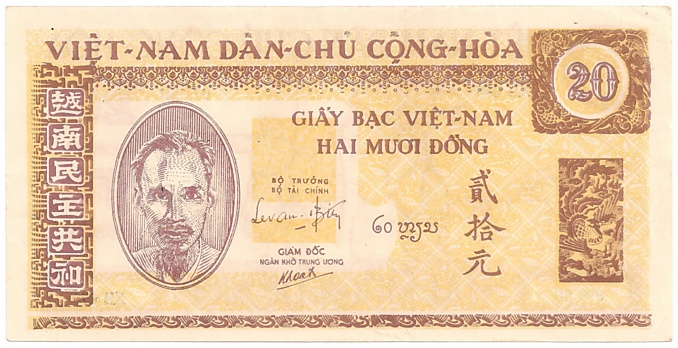 VIỆT-NAM DÂN-CHỦ CỘNG-HÒA
20
越南民主共和
GIẤY BẠC VIỆT-NAM
HAI MƯƠI ĐỒNG
BỘ TRƯỞNG
BỘ TÀI CHÍNH
GIÁM ĐỐC
NGÂN KHỐ TRUNG ƯƠNG
貳拾元